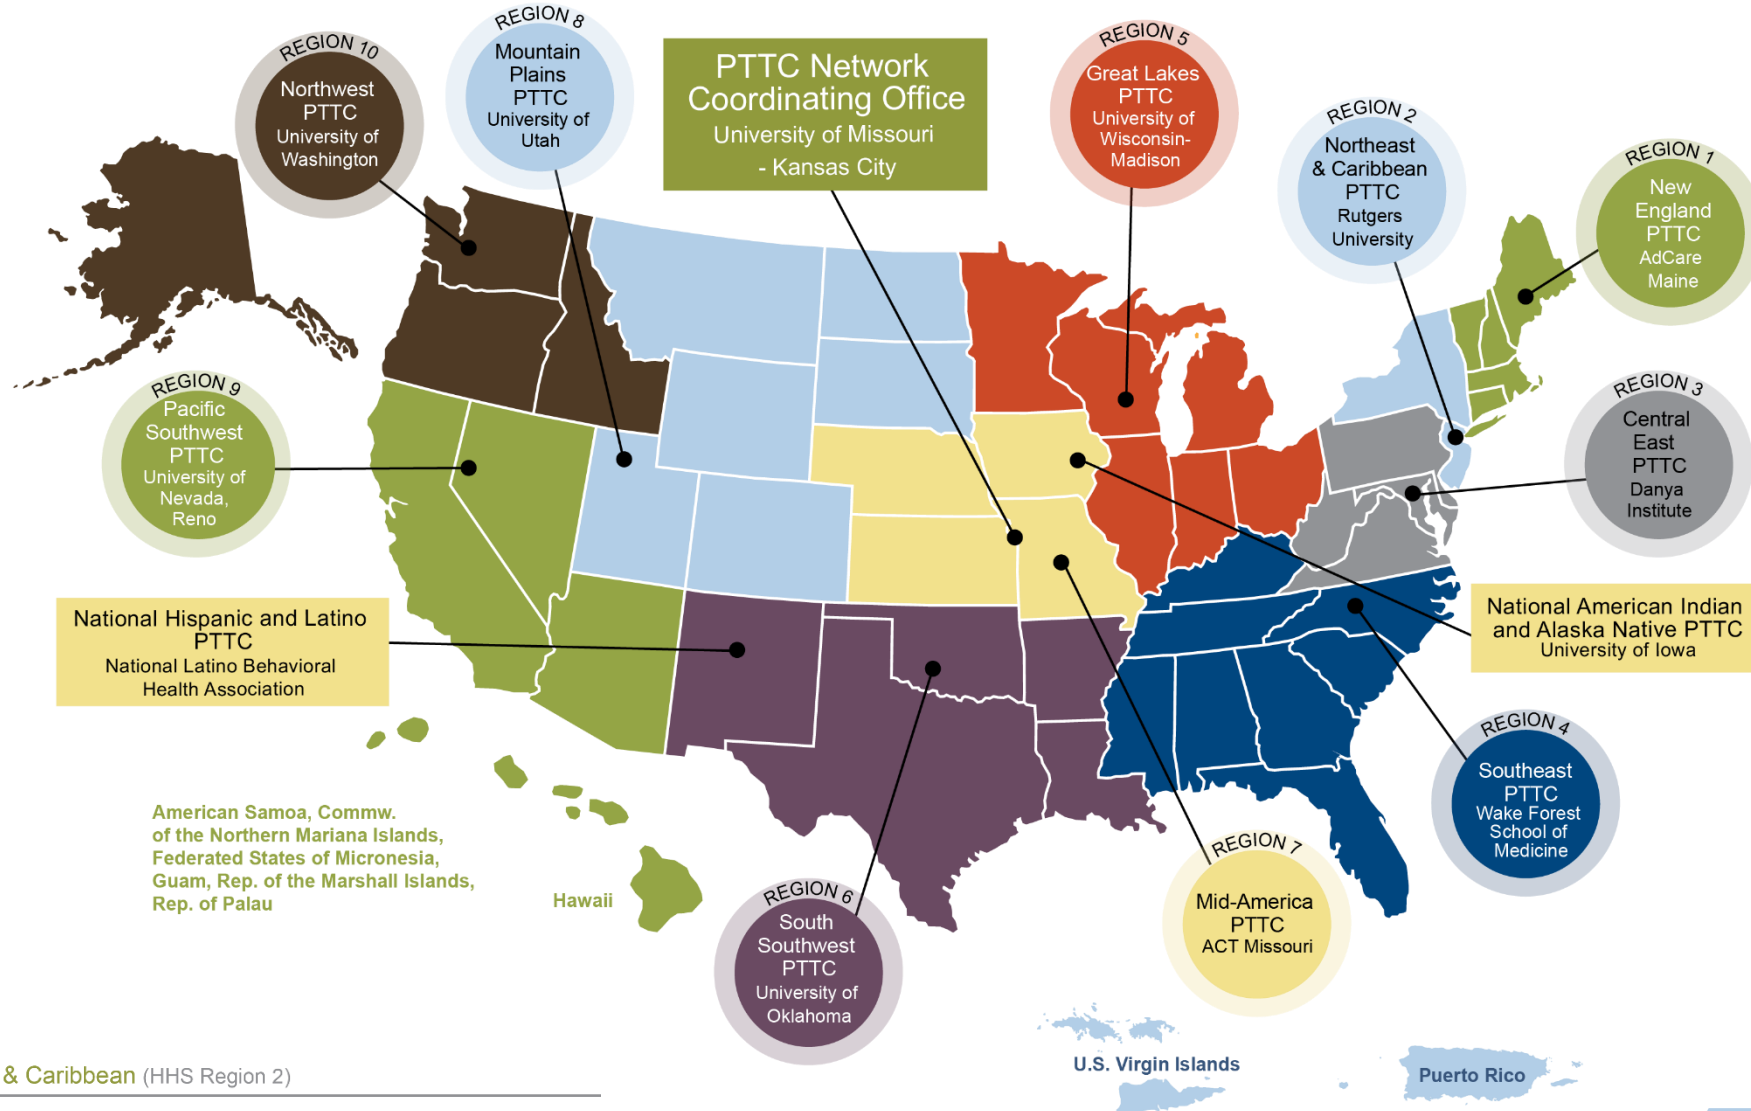 REGION 10
Northwest
PTTC
University of
Washington
REGION 8
Mountain
Plains
PTTC
University of
Utah
PTTC Network
Coordinating Office
University of Missouri
- Kansas City
REGION 5
Great Lakes
PTTC
University of
Wisconsin-
Madison
REGION 2
Northeast
& Caribbean
PTTC
Rutgers
University
REGION 1
New
England
PTTC
AdCare
Maine
REGION 9
Pacific
Southwest
PTTC
University of
Nevada,
Reno
REGION 3
Central
East
PTTC
Danya
Institute
National Hispanic and Latino
PTTC
National Latino Behavioral
Health Association
National American Indian
and Alaska Native PTTC
University of Iowa
REGION 4
Southeast
PTTC
Wake Forest
School of
Medicine
American Samoa, Commw.
of the Northern Mariana Islands,
Federated States of Micronesia,
Guam, Rep. of the Marshall Islands,
Rep. of Palau
Hawaii
REGION 6
South
Southwest
PTTC
University of
Oklahoma
REGION 7
Mid-America
PTTC
ACT Missouri
U.S. Virgin Islands
Puerto Rico
& Caribbean (HHS Region 2)